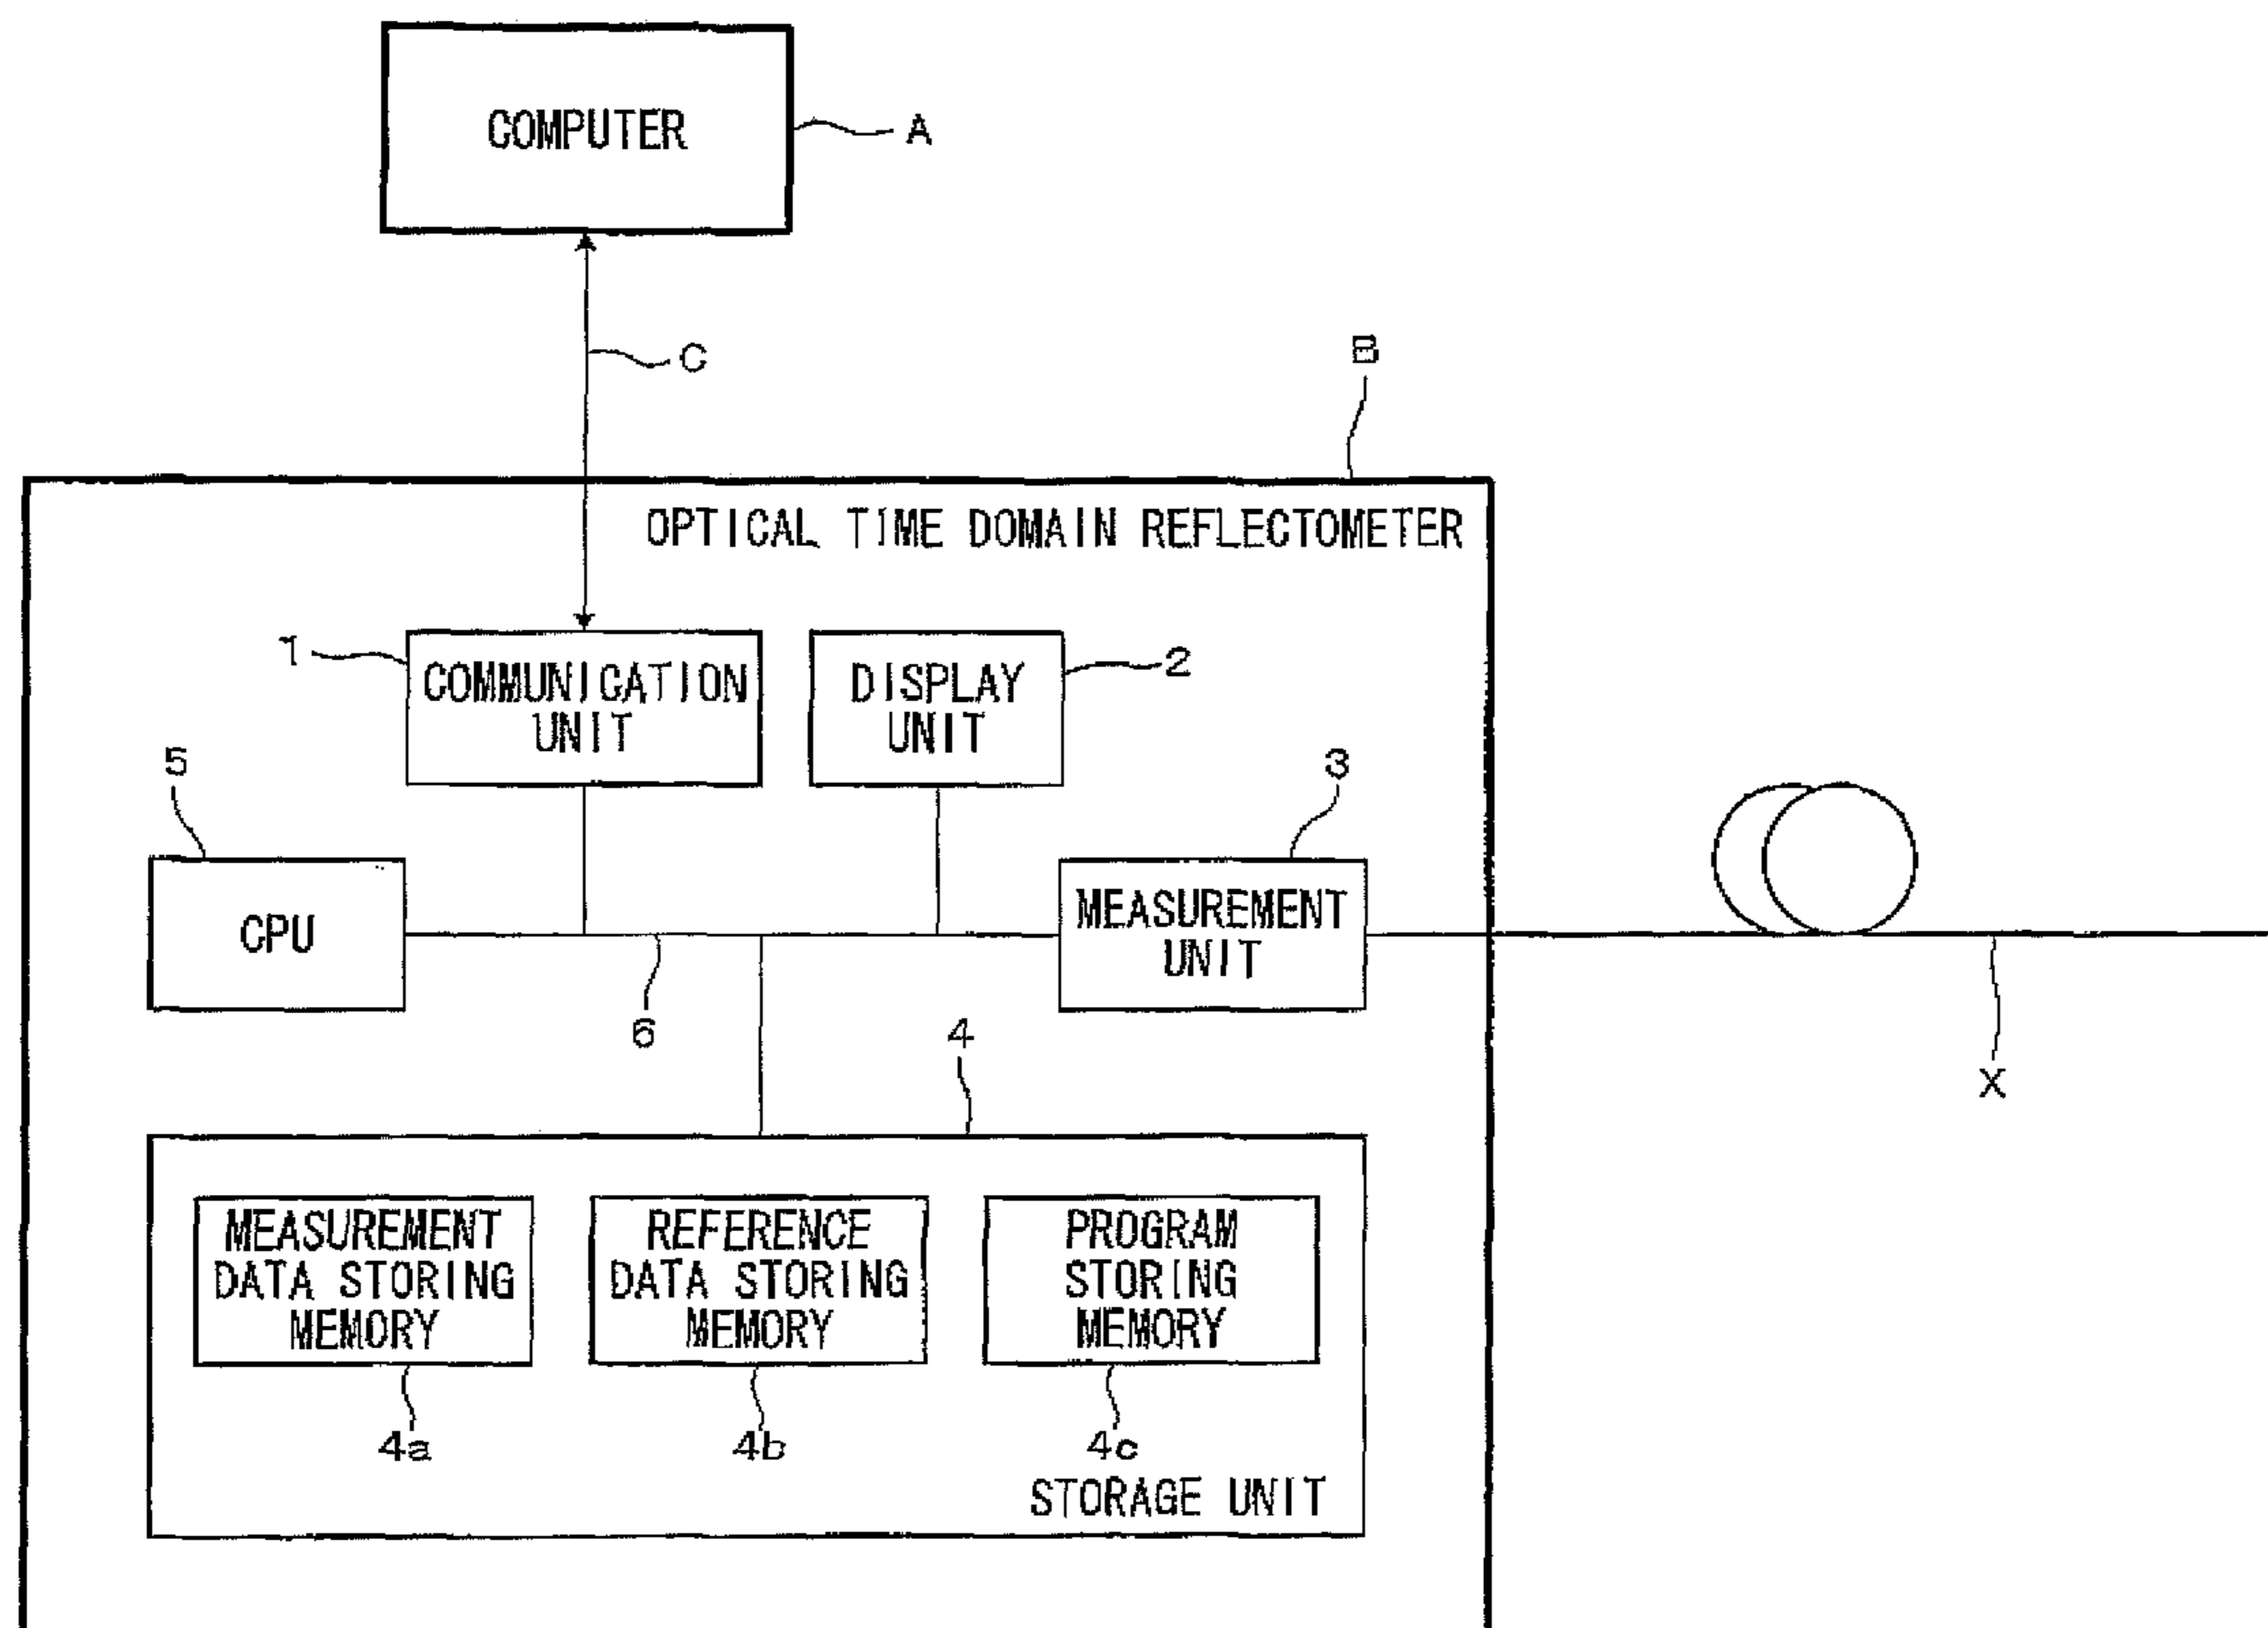 COMPUTER
A
C
B
OPTICAL TIME DOMAIN REFLECTOMETER
1
COMMUNICATION
UNIT
DISPLAY
UNIT
2
5
3
CPU
MEASUREMENT
UNIT
6
4
X
MEASUREMENT
DATA STORING
MEMORY
REFERENCE
DATA STORING
MEMORY
PROGRAM
STORING
MEMORY
4a
4b
4c
STORAGE UNIT